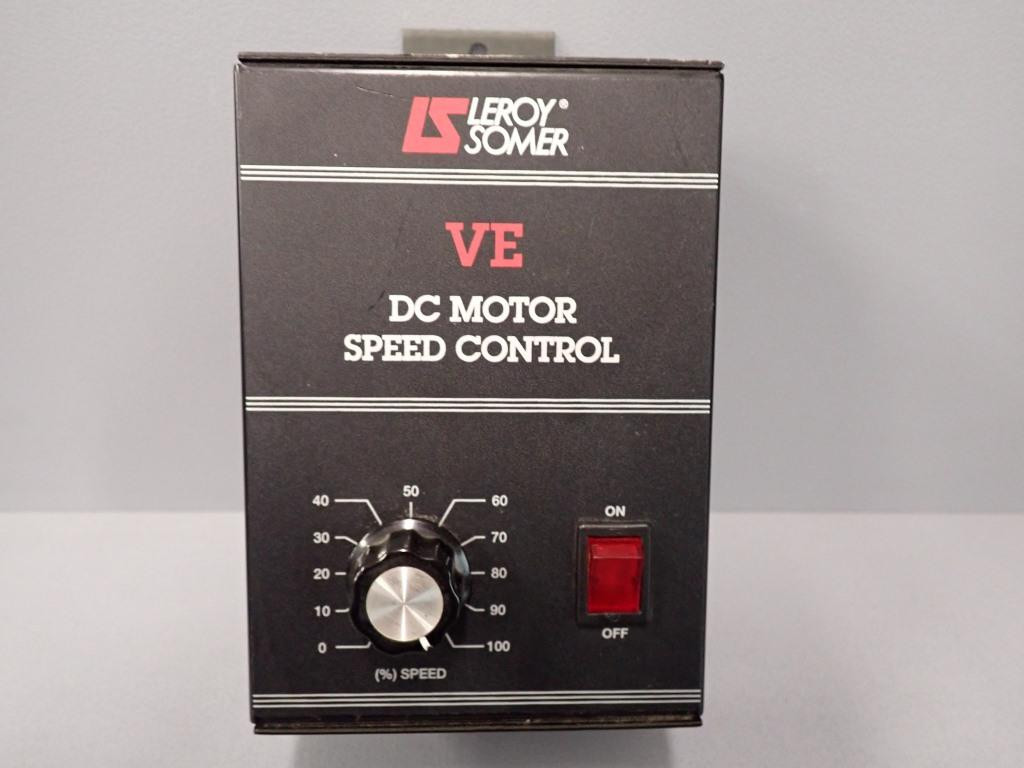 LS LEROY®
SOMER
VE
DC MOTOR
SPEED CONTROL
50
40 60
30 70
20 80
10 90
0 100
(%) SPEED
ON
OFF